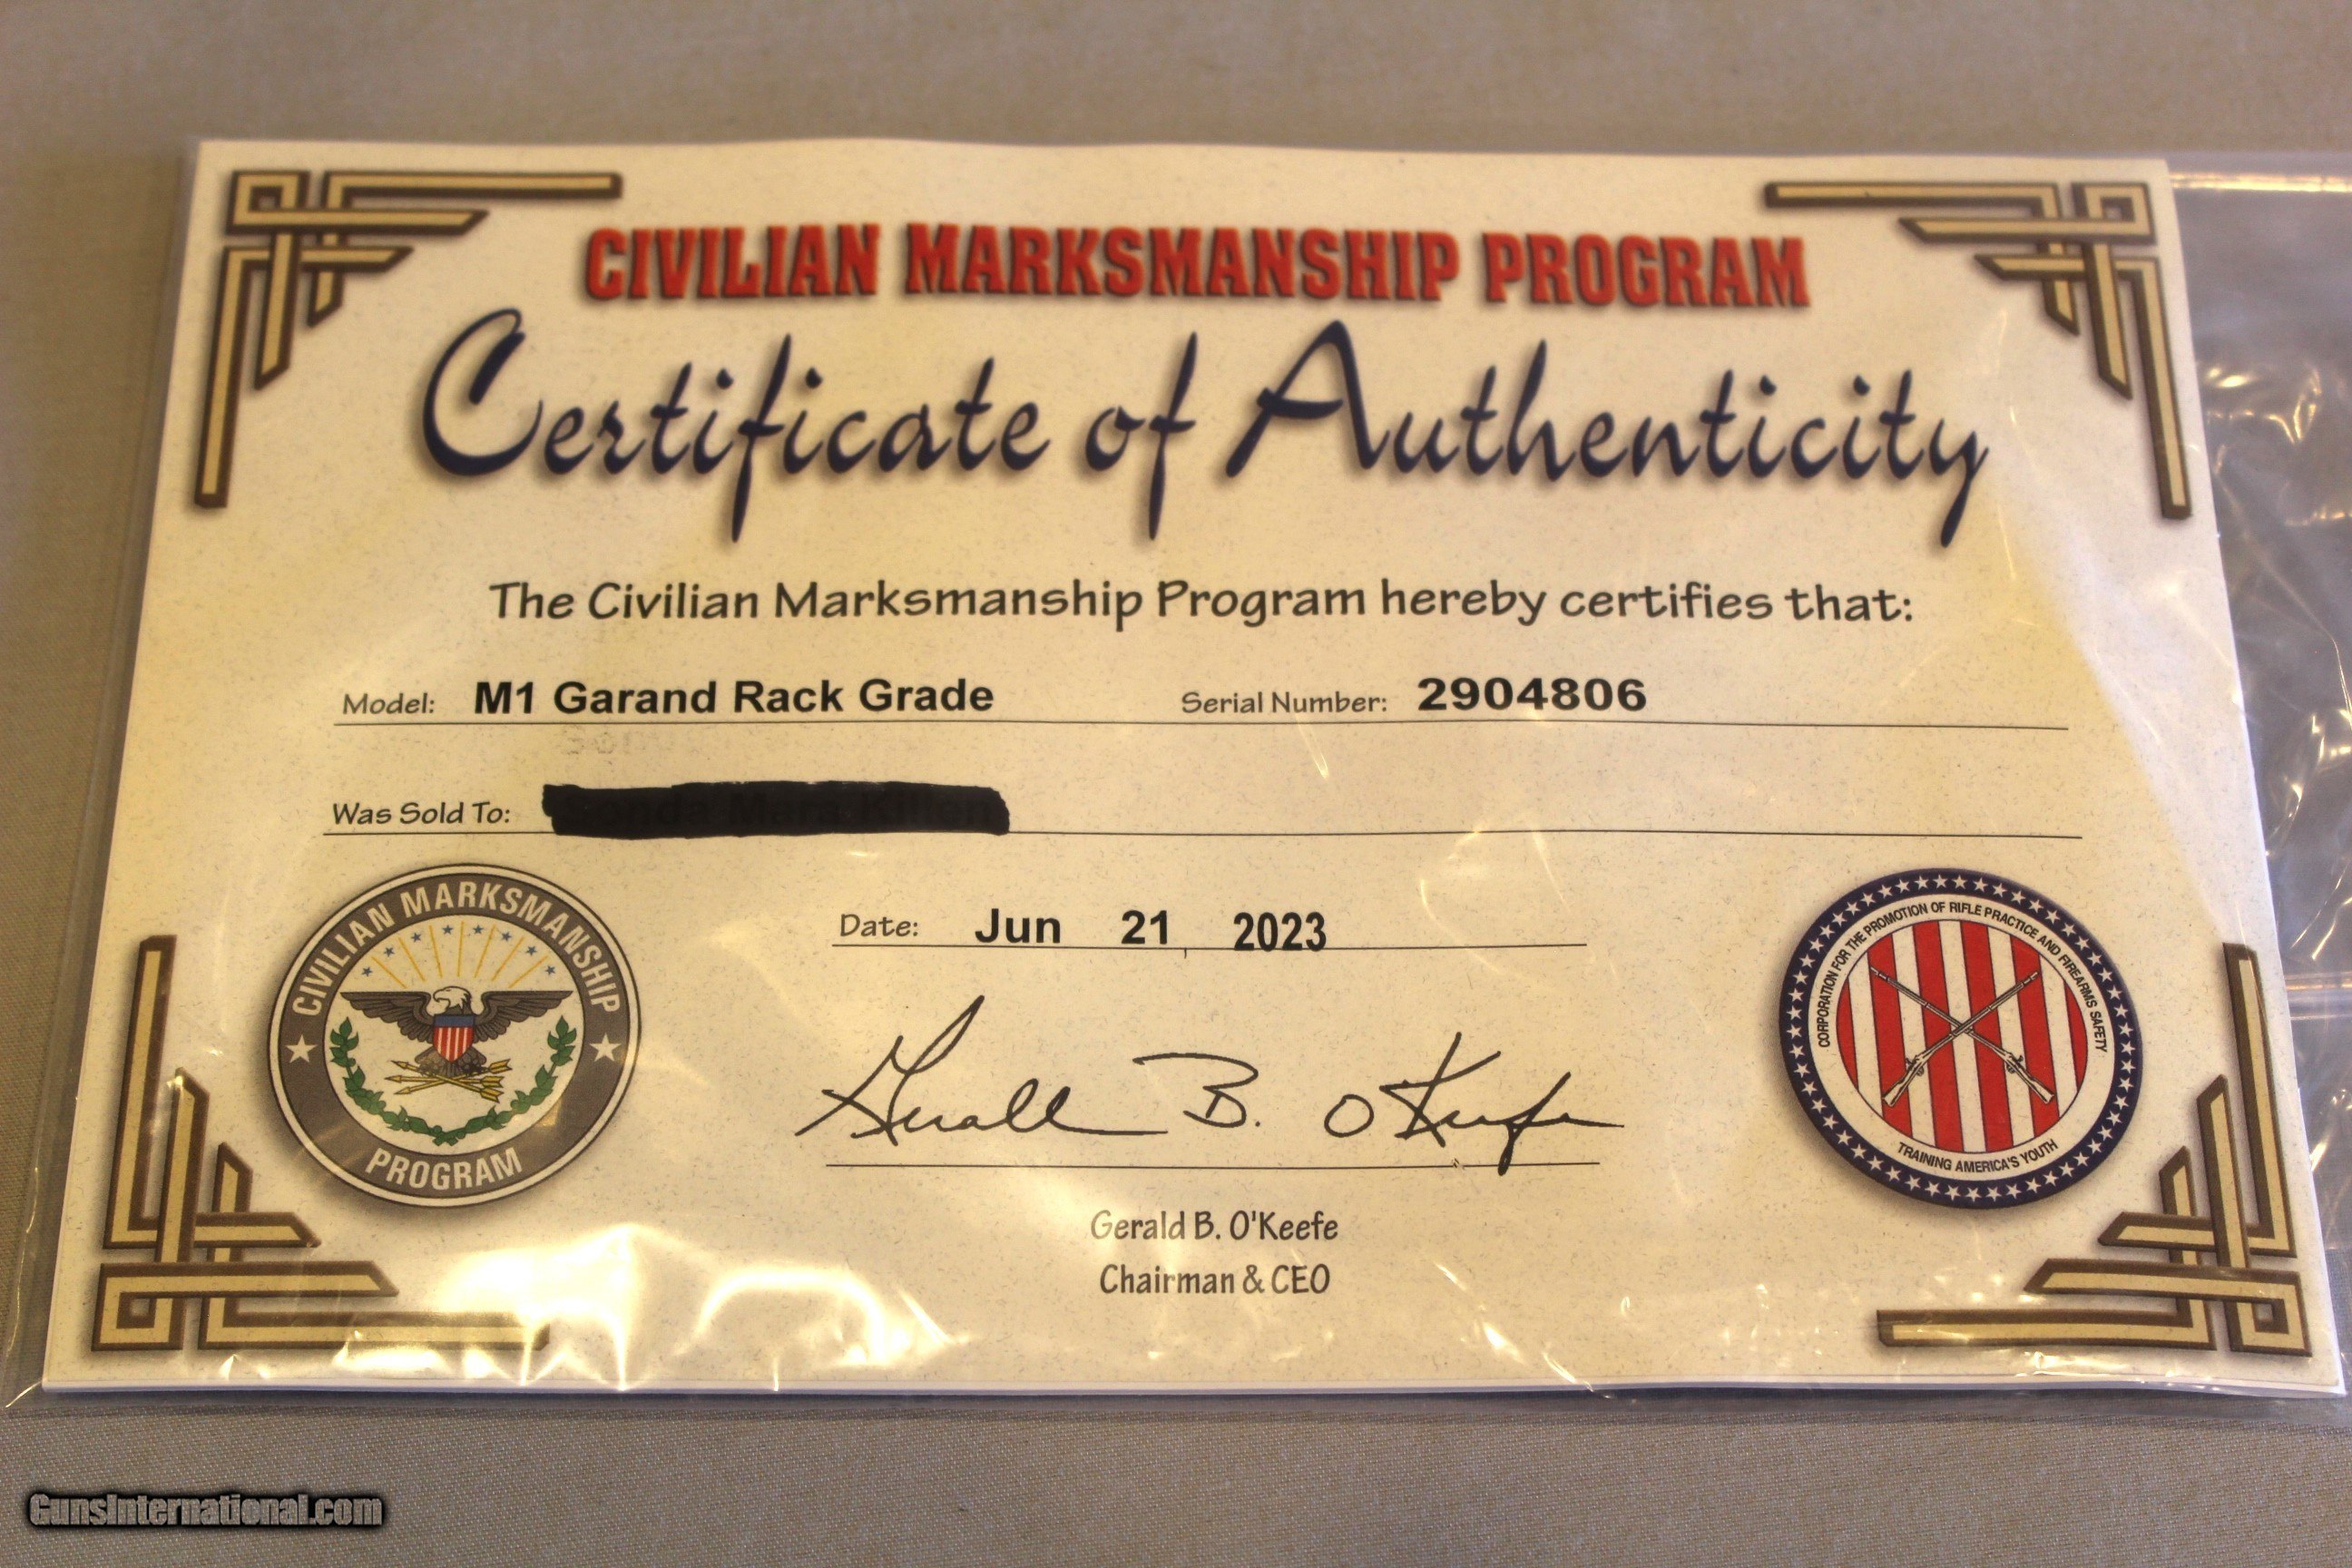 CIVILIAN MARKSMANSHIP PROGRAM
Certificate of Authenticity
The Civilian Marksmanship Program hereby certifies that:
Model: M1 Garand Rack Grade Serial Number: 2904806
Was Sold To:
Date: Jun 21, 2023
CIVILIAN MARKSMANSHIP
PROGRAM
CORPORATION FOR THE PROMOTION OF RIFLE PRACTICE AND FIREARMS SAFETY
TRAINING AMERICA'S YOUTH
Gerald B. O'Keefe
Gerald B. O'Keefe
Chairman & CEO
GunsInternational.com